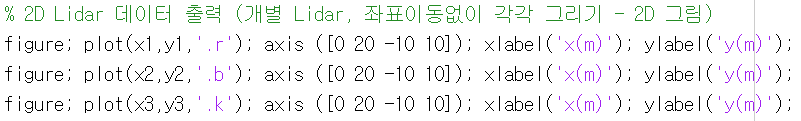 % 2D Lidar 데이터 출력 (개별 Lidar, 좌표이동없이 각각 그리기 - 2D 그림)
figure; plot(x1,y1,'.r'); axis ([0 20 -10 10]); xlabel('x(m)'); ylabel('y(m)');
figure; plot(x2,y2,'.b'); axis ([0 20 -10 10]); xlabel('x(m)'); ylabel('y(m)');
figure; plot(x3,y3,'.k'); axis ([0 20 -10 10]); xlabel('x(m)'); ylabel('y(m)');